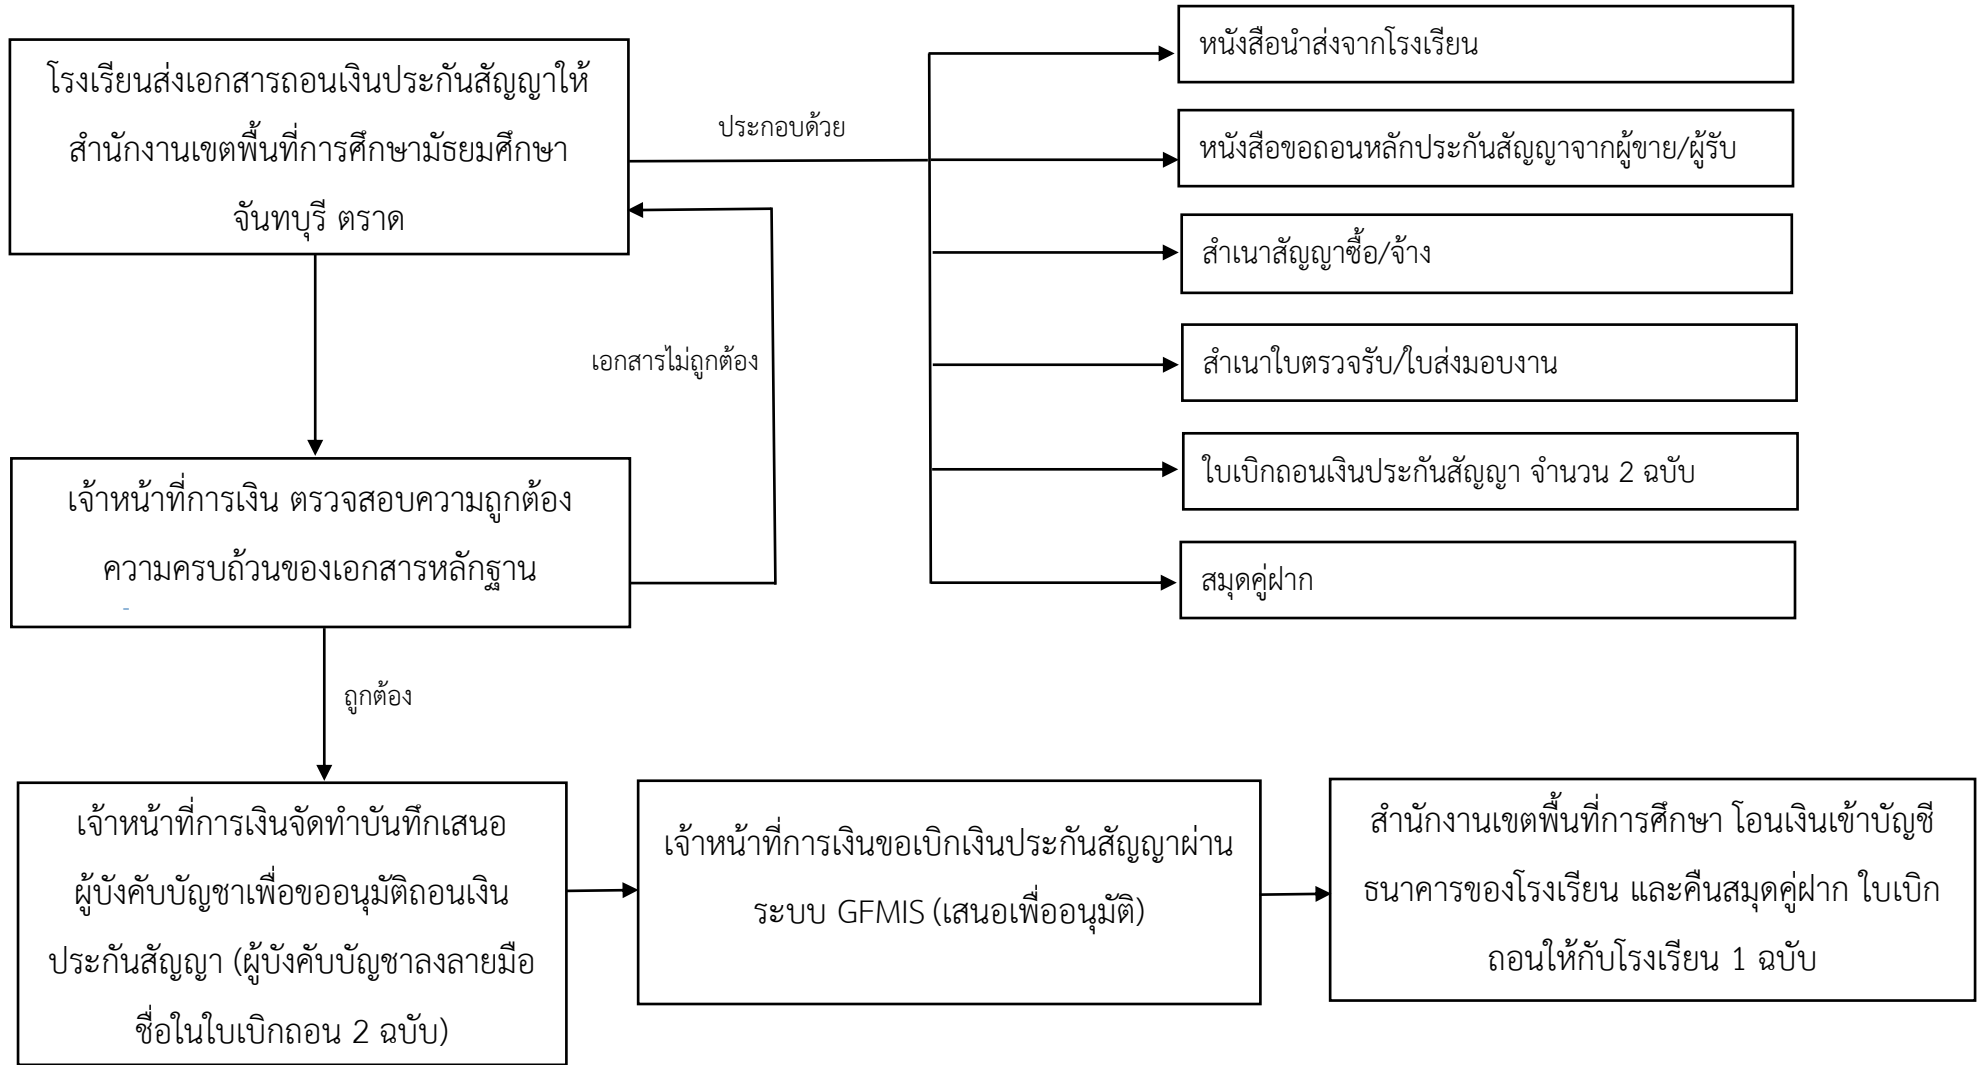 โรงเรียนส่งเอกสารถอนเงินประกันสัญญาให้
สำนักงานเขตพื้นที่การศึกษามัธยมศึกษา
จันทบุรี ตราด
ประกอบด้วย
หนังสือนำส่งจากโรงเรียน
หนังสือขอถอนหลักประกันสัญญาจากผู้ขาย/ผู้รับ
สำเนาสัญญาซื้อ/จ้าง
สำเนาใบตรวจรับ/ใบส่งมอบงาน
ใบเบิกถอนเงินประกันสัญญา จำนวน 2 ฉบับ
สมุดคู่ฝาก
เอกสารไม่ถูกต้อง
เจ้าหน้าที่การเงิน ตรวจสอบความถูกต้อง
ความครบถ้วนของเอกสารหลักฐาน
ถูกต้อง
เจ้าหน้าที่การเงินจัดทำบันทึกเสนอ
ผู้บังคับบัญชาเพื่อขออนุมัติถอนเงิน
ประกันสัญญา (ผู้บังคับบัญชาลงลายมือ
ชื่อในใบเบิกถอน 2 ฉบับ)
เจ้าหน้าที่การเงินขอเบิกเงินประกันสัญญาผ่าน
ระบบ GFMIS (เสนอเพื่ออนุมัติ)
สำนักงานเขตพื้นที่การศึกษา โอนเงินเข้าบัญชี
ธนาคารของโรงเรียน และคืนสมุดคู่ฝาก ใบเบิก
ถอนให้กับโรงเรียน 1 ฉบับ